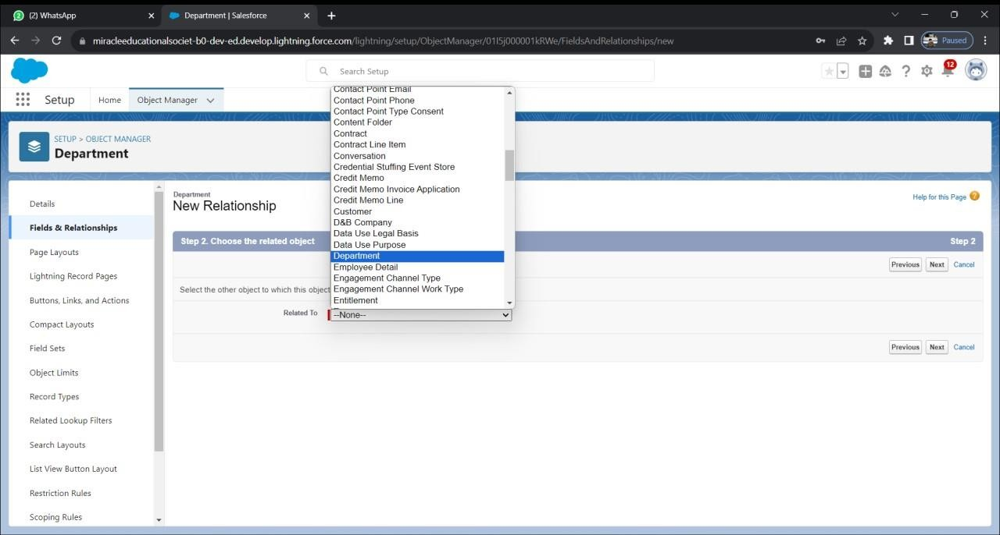 (2) WhatsApp
Department | Salesforce
miracleeducationalsociet-b0-dev-ed.develop.lightning.force.com/lightning/setup/ObjectManager/01I5j000001kRWe/FieldsAndRelationships/new
Paused
Search Setup
12
Setup
Home
Object Manager
SETUP > OBJECT MANAGER
Department
Details
Fields & Relationships
Page Layouts
Lightning Record Pages
Buttons, Links, and Actions
Compact Layouts
Field Sets
Object Limits
Record Types
Related Lookup Filters
Search Layouts
List View Button Layout
Restriction Rules
Scoping Rules
Department
New Relationship
Help for this Page
Step 2. Choose the related object
Step 2
Previous Next Cancel
Select the other object to which this object
Related To
--None--
Contact Point Email
Contact Point Phone
Contact Point Type Consent
Content Folder
Contract
Contract Line Item
Conversation
Credential Stuffing Event Store
Credit Memo
Credit Memo Invoice Application
Credit Memo Line
Customer
D&B Company
Data Use Legal Basis
Data Use Purpose
Department
Employee Detail
Engagement Channel Type
Engagement Channel Work Type
Entitlement
Previous Next Cancel